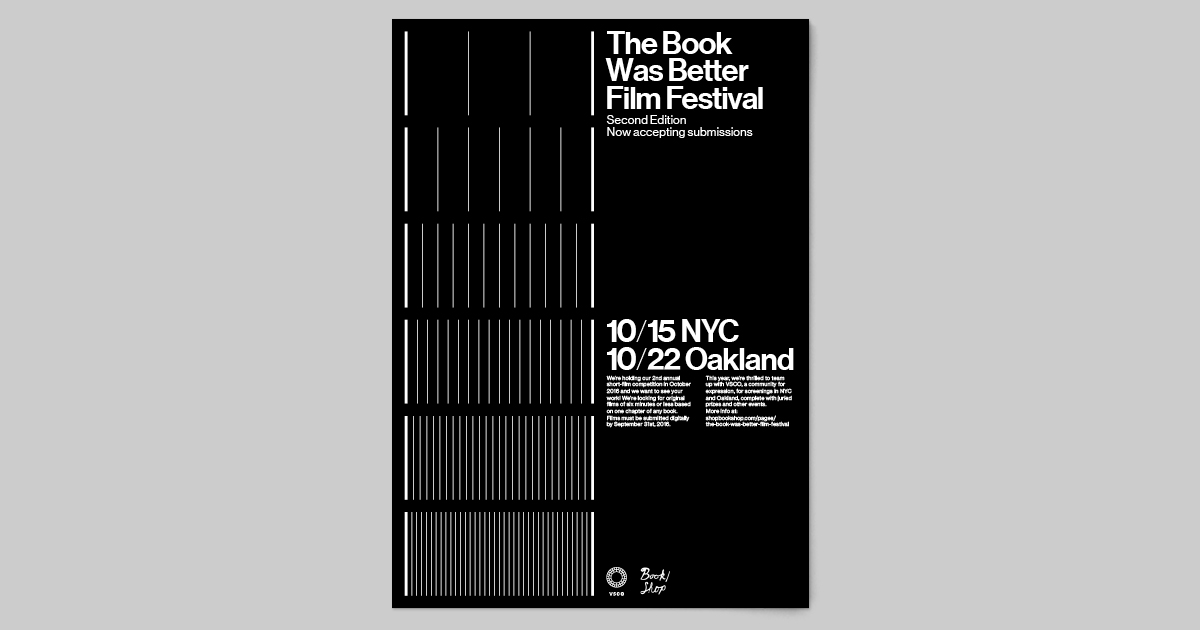 The Book
Was Better
Film Festival
Second Edition
Now accepting submissions
10/15 NYC
10/22 Oakland
We're holding our 2nd annual
short-film competition in October
2016 and we want to see your
work! We're looking for original
films of six minutes or less based
on one chapter of any book.
Films must be submitted digitally
by September 31st, 2016.
This year, we're thrilled to team
up with VSCO, a community for
expression, for screenings in NYC
and Oakland, complete with juried
prizes and other events.
More info at:
shopbookshop.com/pages/
the-book-was-better-film-festival
VSCO
Book/
Shop